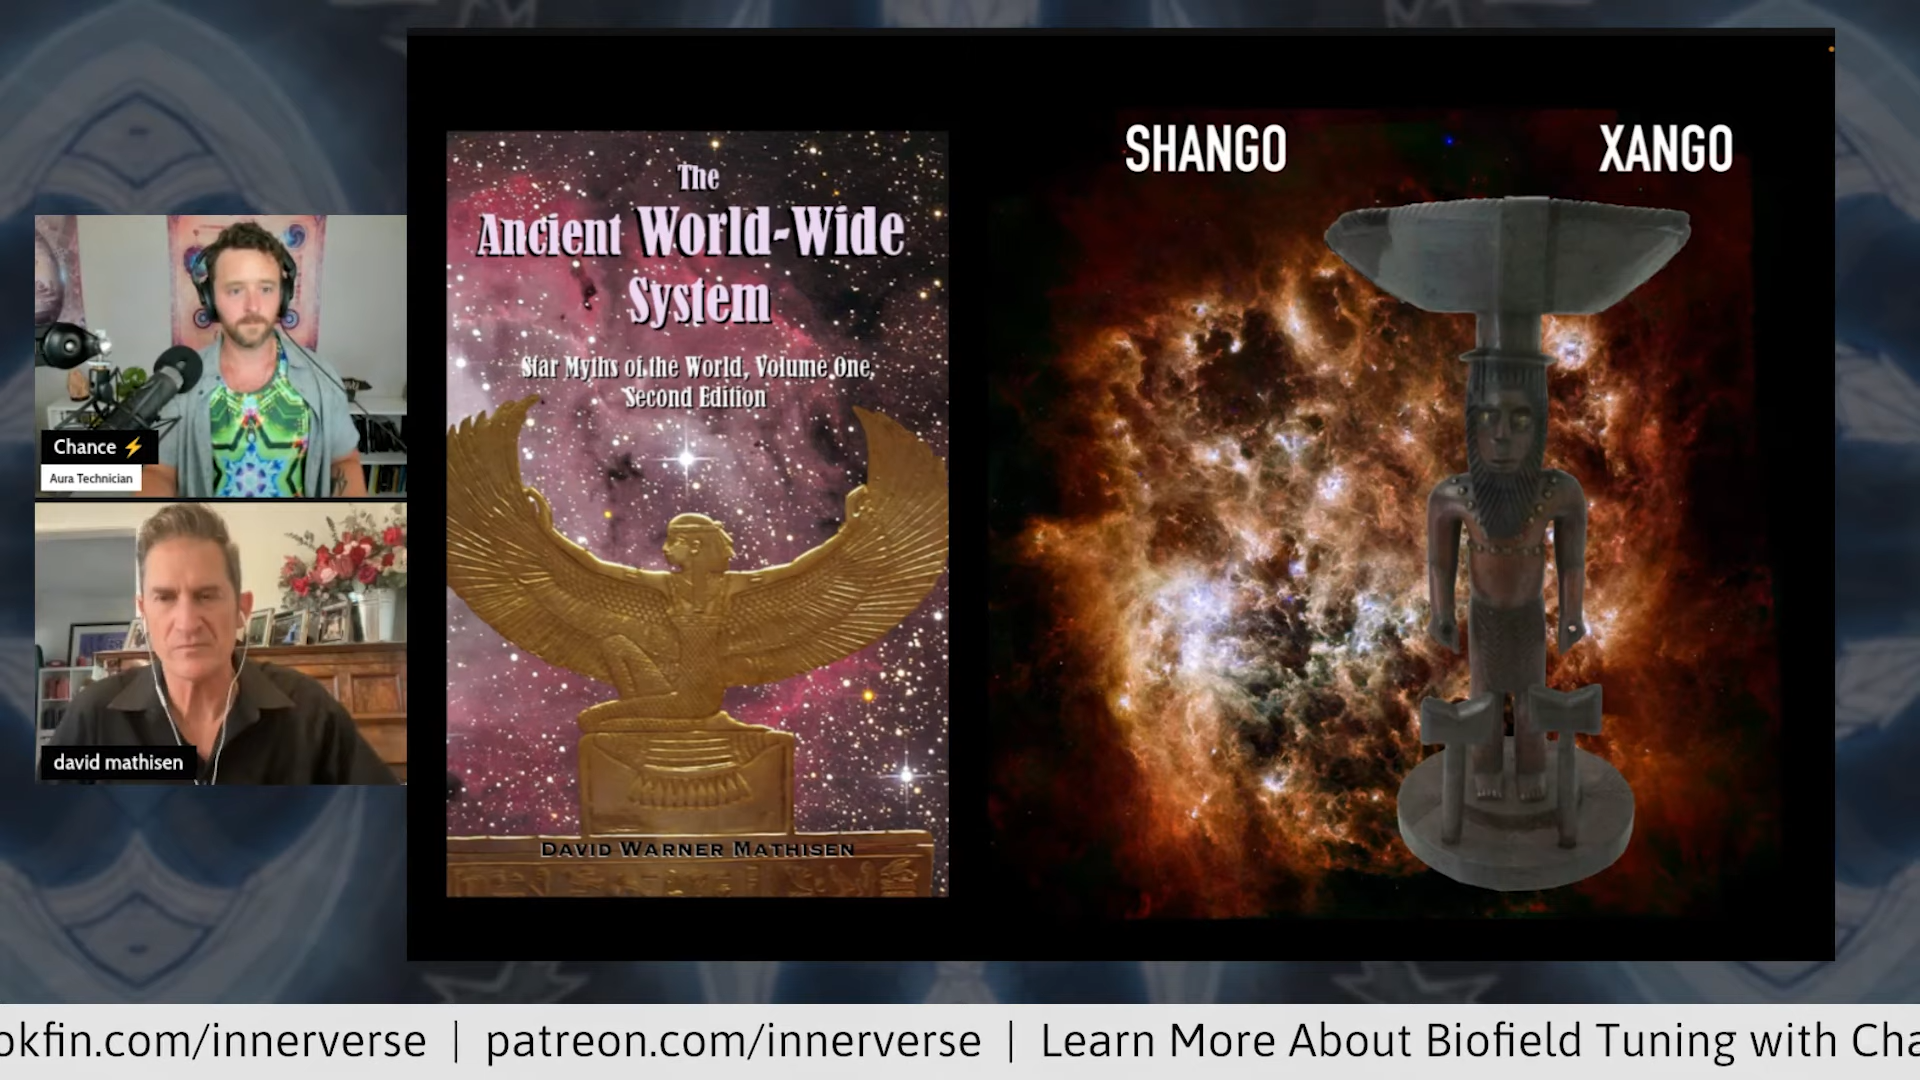 Chance ⚡
Aura Technician
david mathisen
The
Ancient World-Wide
System
Star Myths of the World, Volume One,
Second Edition
DAVID WARNER MATHISEN
SHANGO
XANGO
okfin.com/innerverse | patreon.com/innerverse | Learn More About Biofield Tuning with Cha